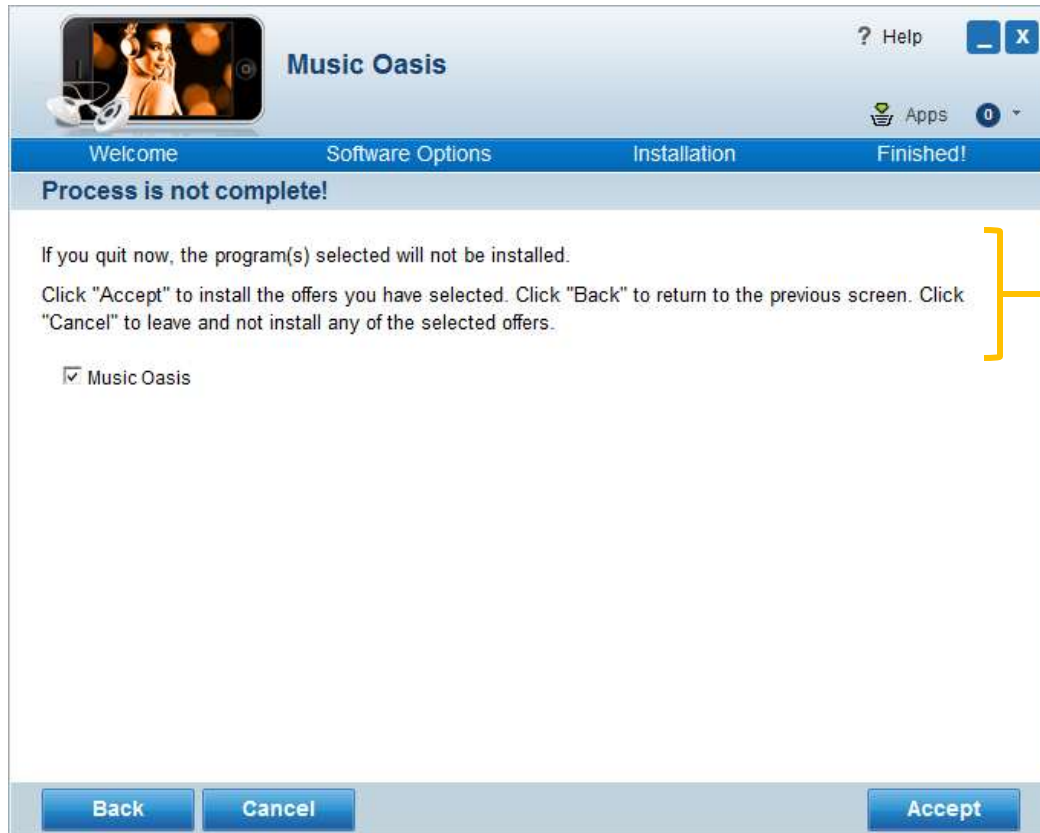 Music Oasis
? Help
_ X
Apps 0
Welcome Software Options Installation Finished!
Process is not complete!
If you quit now, the program(s) selected will not be installed.
Click "Accept" to install the offers you have selected. Click "Back" to return to the previous screen. Click
"Cancel" to leave and not install any of the selected offers.
Music Oasis
Back Cancel Accept